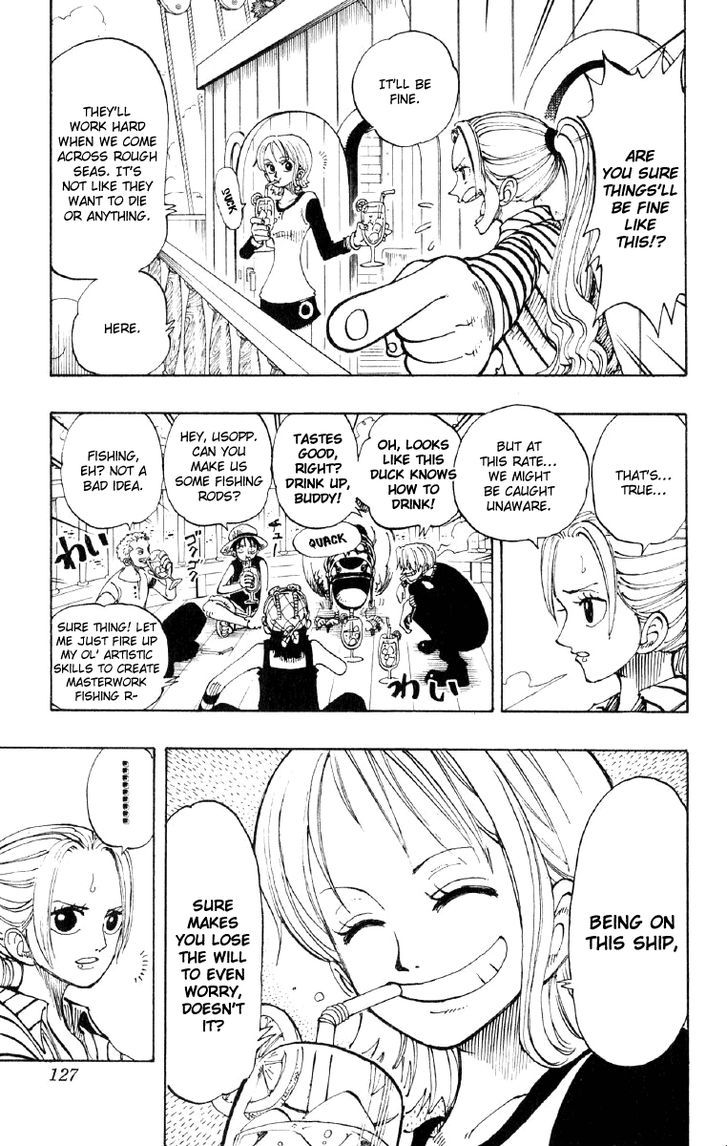 ARE
YOU SURE
THINGS'LL
BE FINE
LIKE
THIS!?
IT'LL BE
FINE.
QUCK
THEY'LL
WORK HARD
WHEN WE COME
ACROSS ROUGH
SEAS. IT'S
NOT LIKE THEY
WANT TO DIE
OR ANYTHING.
HERE.
THAT'S...
TRUE...
BUT AT
THIS RATE...
WE MIGHT
BE CAUGHT
UNAWARE.
OH, LOOKS
LIKE THIS
DUCK KNOWS
HOW TO
DRINK!
TASTES
GOOD,
RIGHT?
DRINK UP,
BUDDY!
QUACK
HEY, USOPP.
CAN YOU
MAKE US
SOME FISHING
RODS?
FISHING,
EH? NOT A
BAD IDEA.
SURE THING! LET
ME JUST FIRE UP
MY OL' ARTISTIC
SKILLS TO CREATE
MASTERWORK
FISHING R-
わい
わい
BEING ON
THIS SHIP,
SURE
MAKES
YOU LOSE
THE WILL
TO EVEN
WORRY,
DOESN'T
IT?
127